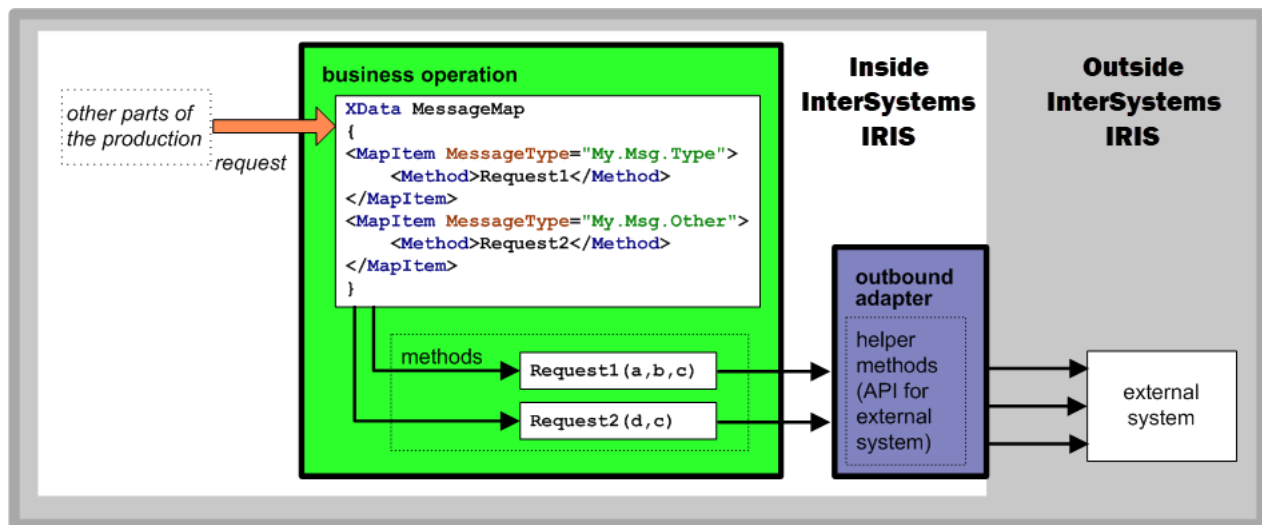 other parts of
the production
request
business operation
XData MessageMap
{
<MapItem MessageType="My.Msg.Type">
    <Method>Request1</Method>
</MapItem>
<MapItem MessageType="My.Msg.Other">
    <Method>Request2</Method>
</MapItem>
}
methods
Request1(a,b,c)
Request2(d,c)
Inside
InterSystems
IRIS
outbound
adapter
helper
methods
(API for
external
system)
Outside
InterSystems
IRIS
external
system